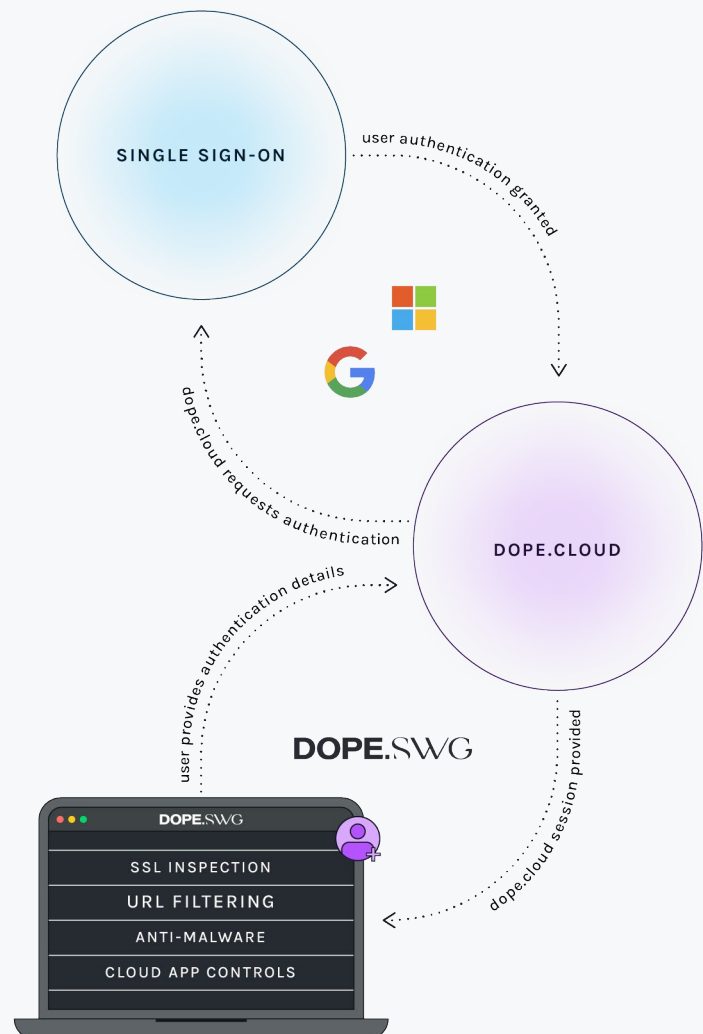 SINGLE SIGN-ON
user authentication granted
dope.cloud requests authentication
DOPE.CLOUD
user provides authentication details
DOPE.SWG
dope.cloud session provided
DOPE.SWG
SSL INSPECTION
URL FILTERING
ANTI-MALWARE
CLOUD APP CONTROLS